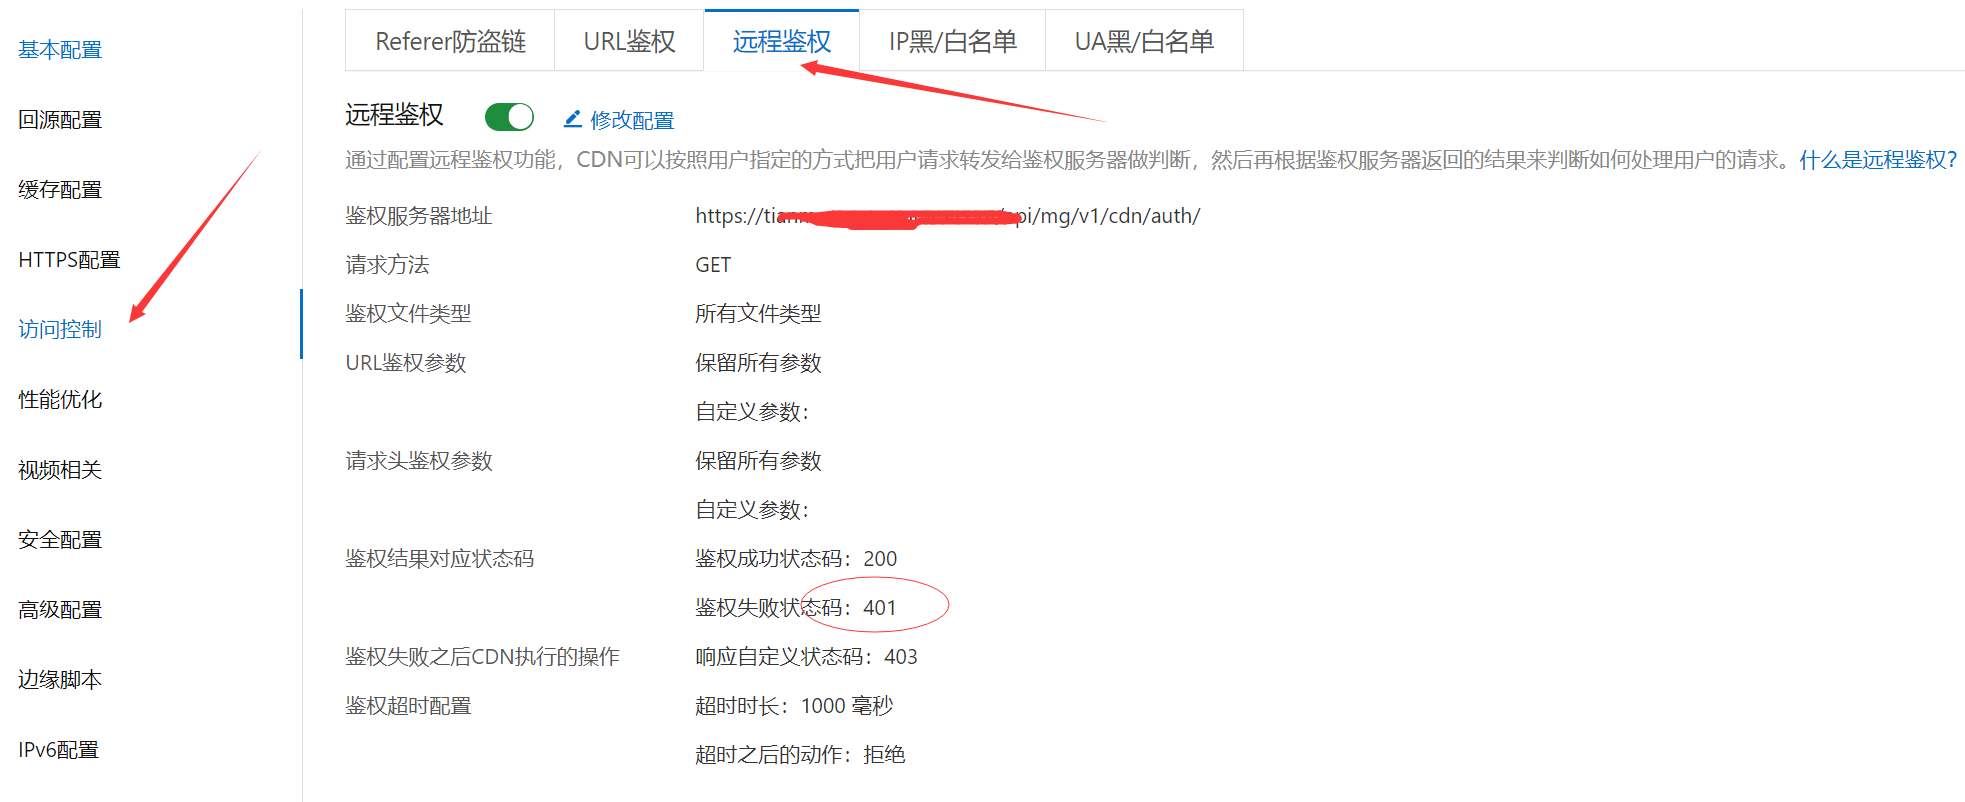 基本配置
回源配置
缓存配置
HTTPS配置
访问控制
性能优化
视频相关
安全配置
高级配置
边缘脚本
IPv6配置
Referer防盗链 URL鉴权 远程鉴权 IP黑/白名单 UA黑/白名单
远程鉴权 修改配置
通过配置远程鉴权功能，CDN可以按照用户指定的方式把用户请求转发给鉴权服务器做判断，然后再根据鉴权服务器返回的结果来判断如何处理用户的请求。什么是远程鉴权？
鉴权服务器地址 https://tian pi/mg/v1/cdn/auth/
请求方法 GET
鉴权文件类型 所有文件类型
URL鉴权参数 保留所有参数
自定义参数：
请求头鉴权参数 保留所有参数
自定义参数：
鉴权结果对应状态码 鉴权成功状态码：200
鉴权失败状态码：401
鉴权失败之后CDN执行的操作 响应自定义状态码：403
鉴权超时配置 超时时长：1000 毫秒
超时之后的动作：拒绝